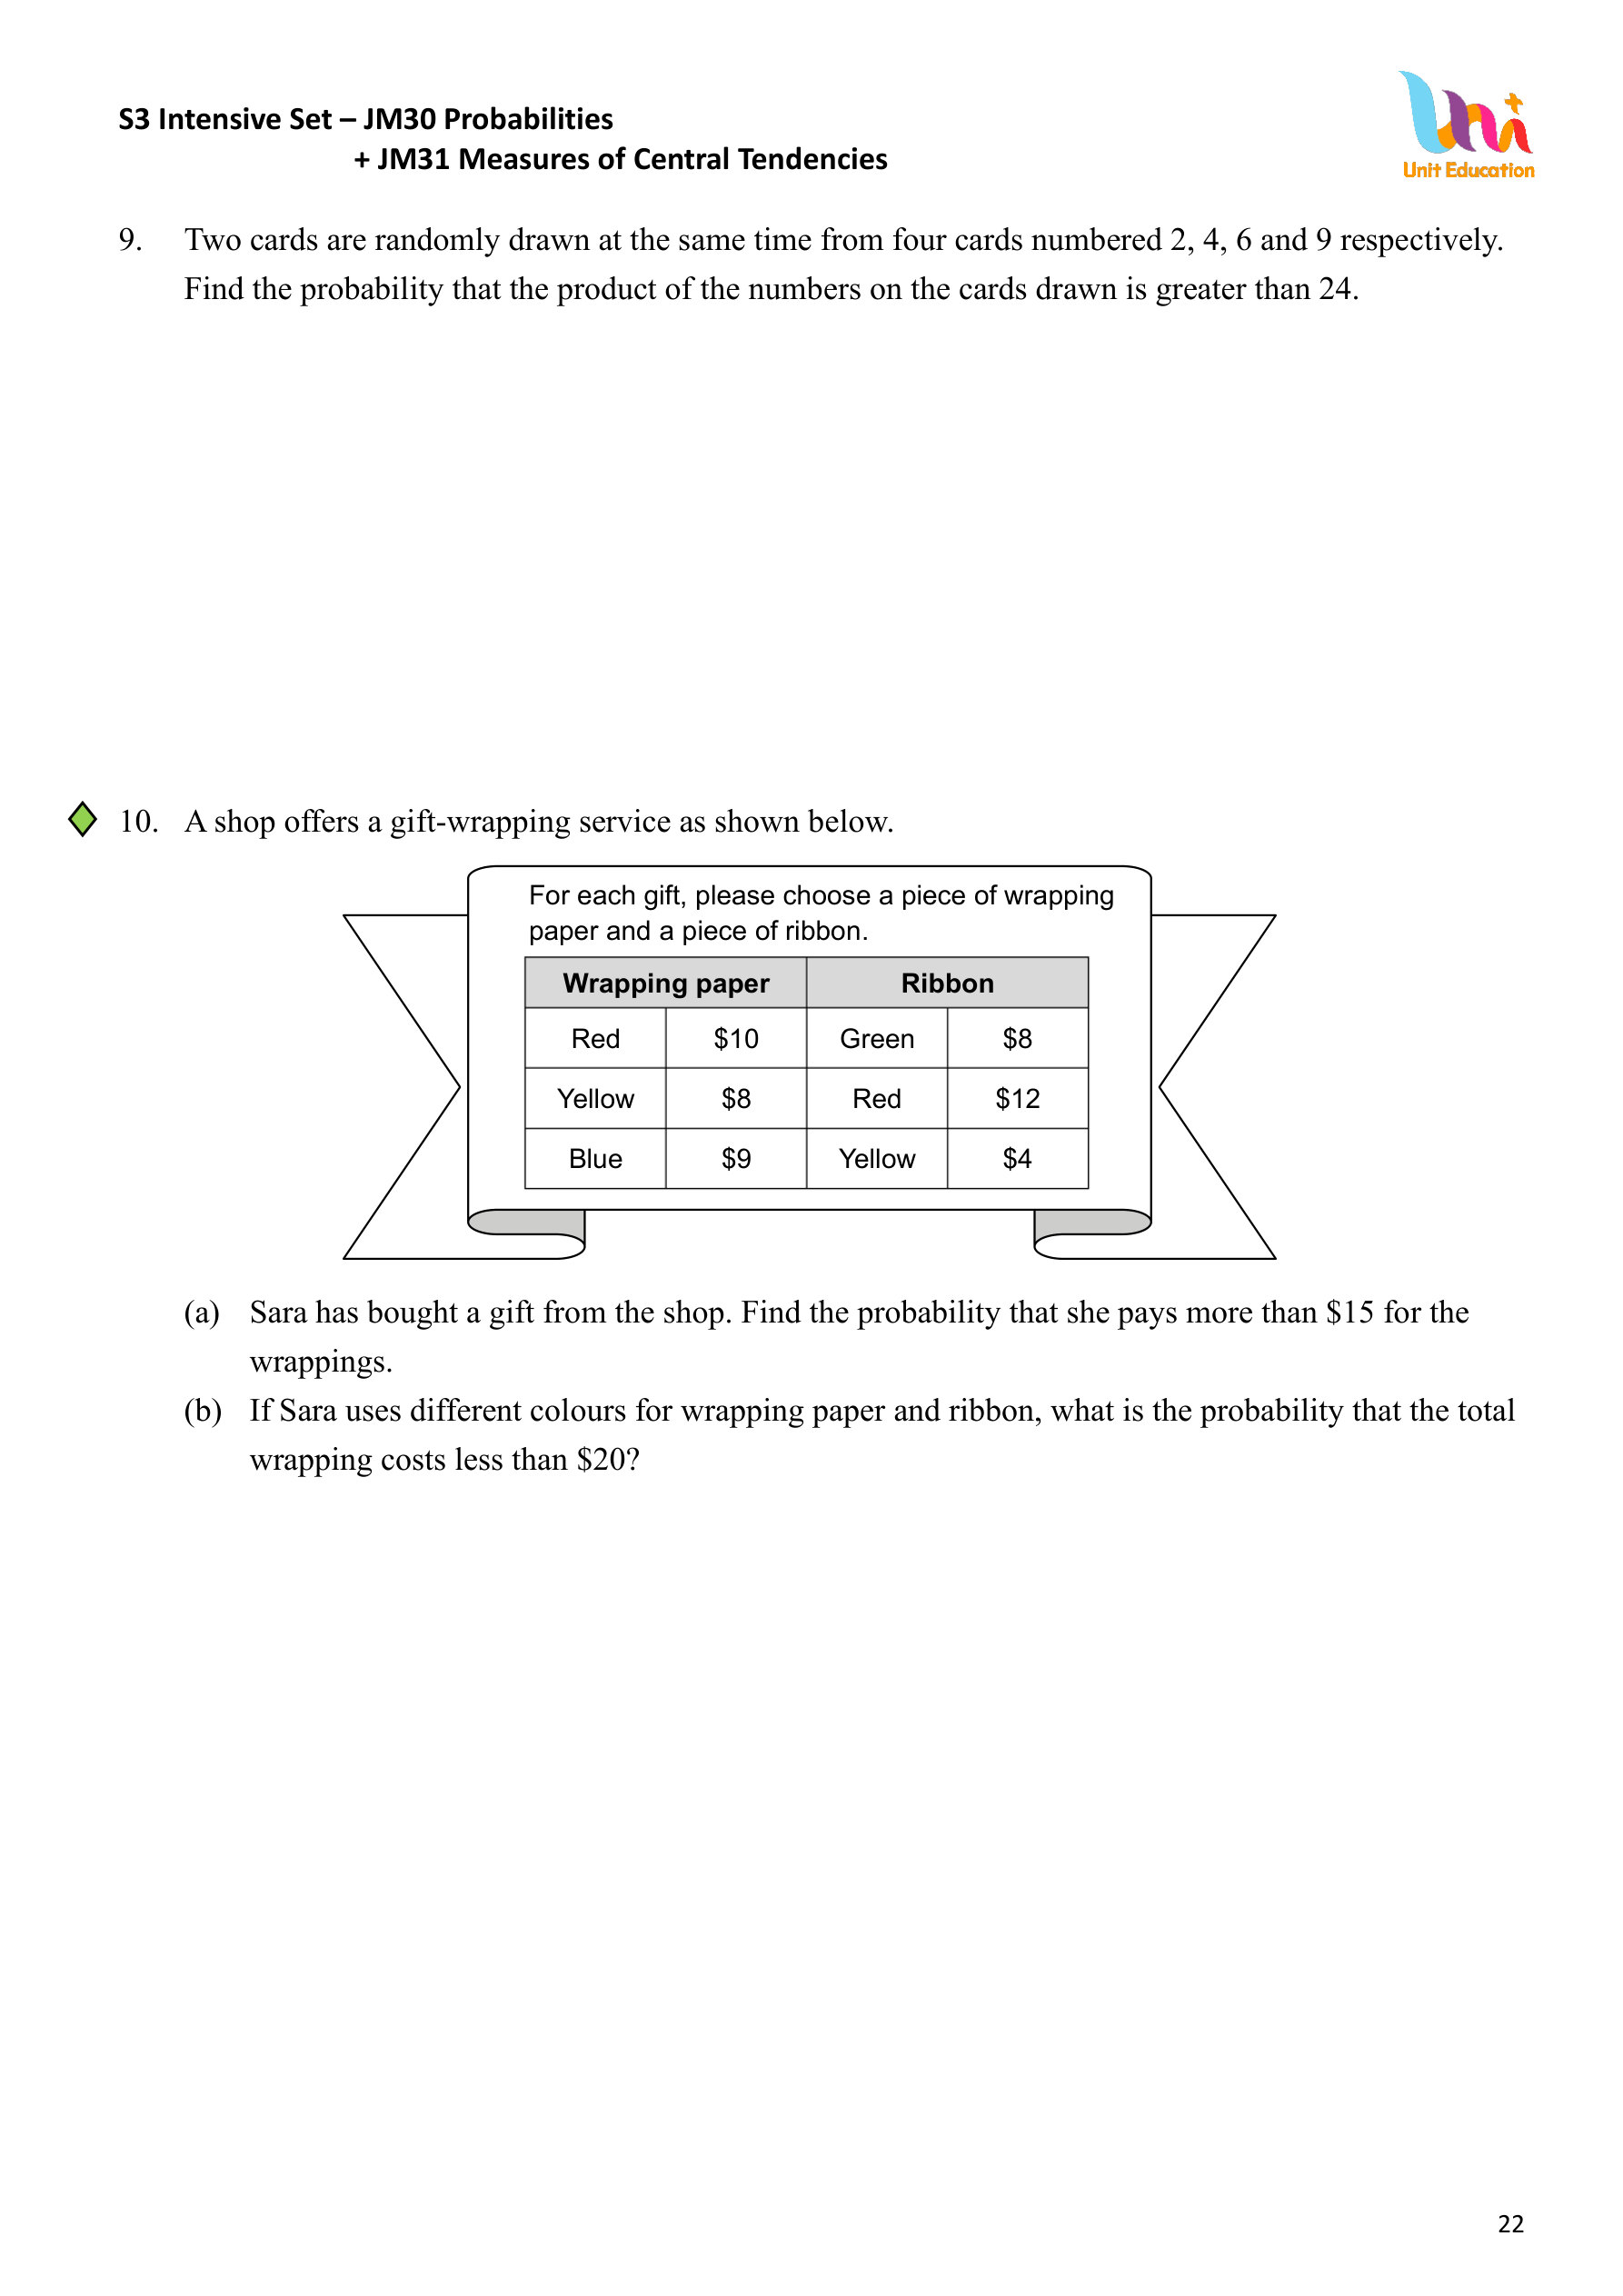 S3 Intensive Set – JM30 Probabilities
+ JM31 Measures of Central Tendencies
Unit Education
9. Two cards are randomly drawn at the same time from four cards numbered 2, 4, 6 and 9 respectively.
Find the probability that the product of the numbers on the cards drawn is greater than 24.
10. A shop offers a gift-wrapping service as shown below.
For each gift, please choose a piece of wrapping
paper and a piece of ribbon.
Wrapping paper Ribbon
Red $10 Green $8
Yellow $8 Red $12
Blue $9 Yellow $4
(a) Sara has bought a gift from the shop. Find the probability that she pays more than $15 for the
wrappings.
(b) If Sara uses different colours for wrapping paper and ribbon, what is the probability that the total
wrapping costs less than $20?
22